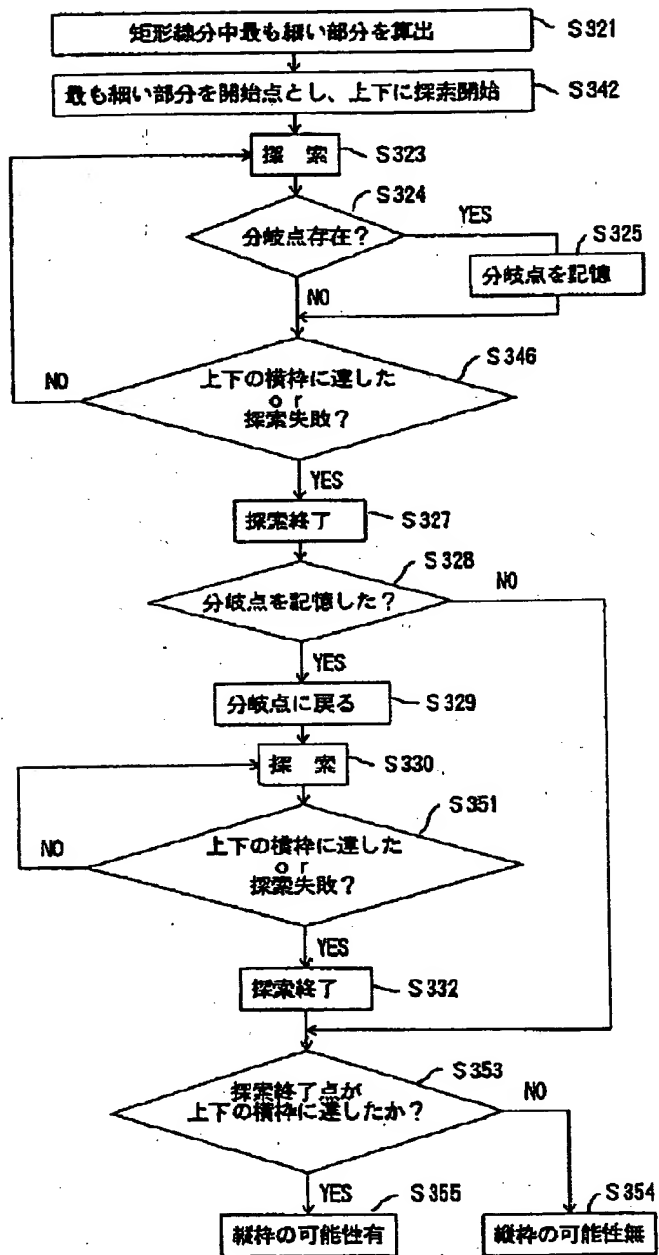 矩形線分中最も細い部分を算出 S321
最も細い部分を開始点とし、上下に探索開始 S342
探 索 S323
S324
分岐点存在？
YES
S325
分岐点を記憶
NO
S346
上下の横枠に達した
or
探索失敗？
NO
YES
探索終了 S327
S328
分岐点を記憶した？
NO
YES
分岐点に戻る S329
探 索 S330
S351
上下の横枠に達した
or
探索失敗？
NO
YES
探索終了 S332
S353
探索終了点が
上下の横枠に達したか？
NO
YES
S355
S354
縦枠の可能性有
縦枠の可能性無